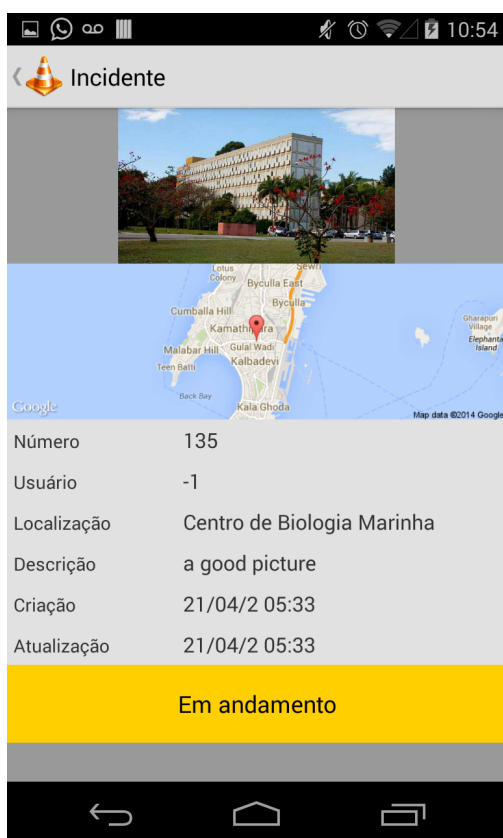 10:54
Incidente
Lotus
Colony
Sewri
Byculla East
Byculla
Cumballa Hill
Gharapuri
Village
Elephanta
Island
Malabar Hill
Gulal Wadi
Kalbadevi
Teen Batti
Back Bay
Kala Ghoda
Google
Map data ©2014 Google
Número 135
Usuário -1
Localização Centro de Biologia Marinha
Descrição a good picture
Criação 21/04/2 05:33
Atualização 21/04/2 05:33
Em andamento